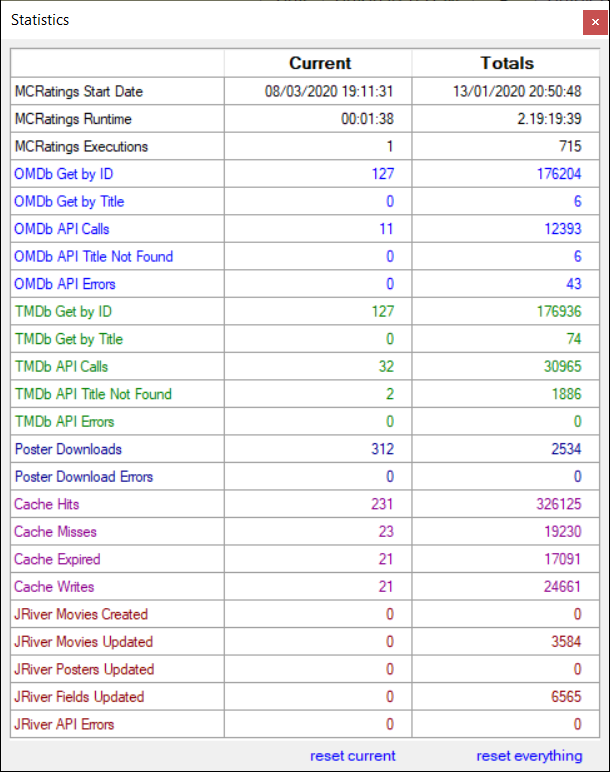 Statistics
Current Totals
MCRatings Start Date 08/03/2020 19:11:31 13/01/2020 20:50:48
MCRatings Runtime 00:01:38 2.19:19:39
MCRatings Executions 1 715
OMDb Get by ID 127 176204
OMDb Get by Title 0 6
OMDb API Calls 11 12393
OMDb API Title Not Found 0 6
OMDb API Errors 0 43
TMDb Get by ID 127 176936
TMDb Get by Title 0 74
TMDb API Calls 32 30965
TMDb API Title Not Found 2 1886
TMDb API Errors 0 0
Poster Downloads 312 2534
Poster Download Errors 0 0
Cache Hits 231 326125
Cache Misses 23 19230
Cache Expired 21 17091
Cache Writes 21 24661
JRiver Movies Created 0 0
JRiver Movies Updated 0 3584
JRiver Posters Updated 0 0
JRiver Fields Updated 0 6565
JRiver API Errors 0 0
reset current reset everything